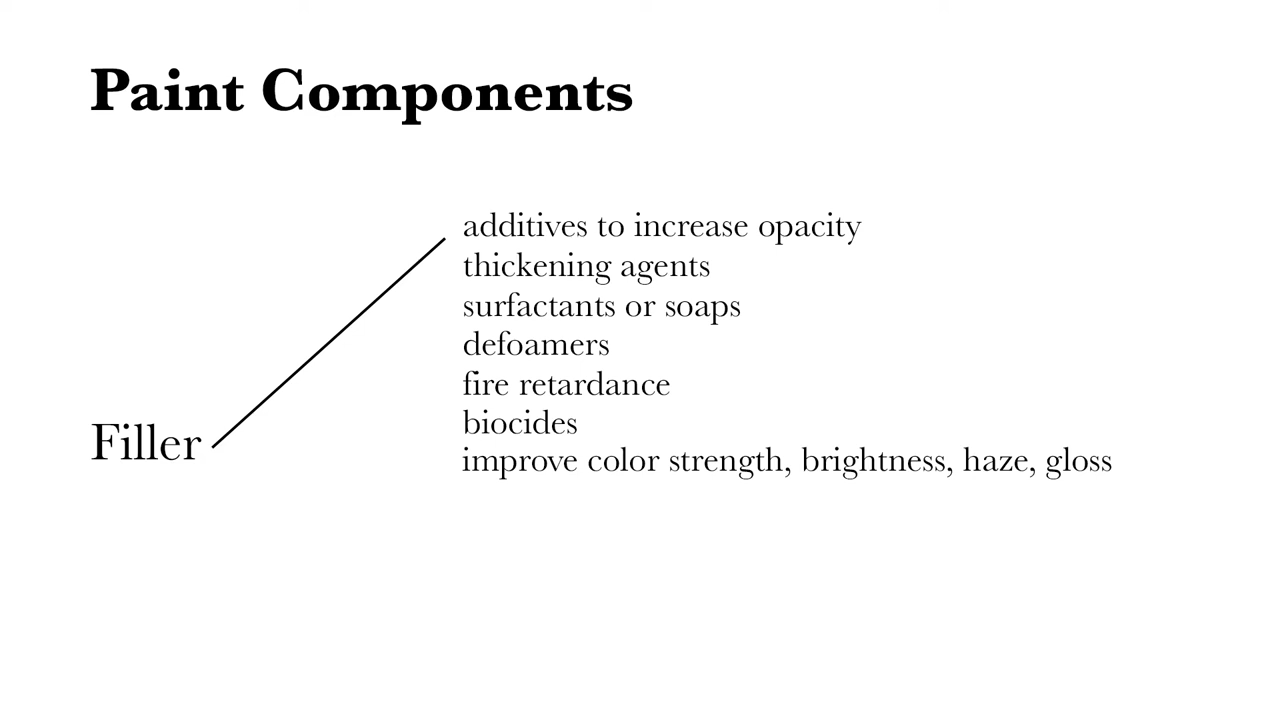 Paint Components
additives to increase opacity
thickening agents
surfactants or soaps
defoamers
fire retardance
biocides
Filler
improve color strength, brightness, haze, gloss